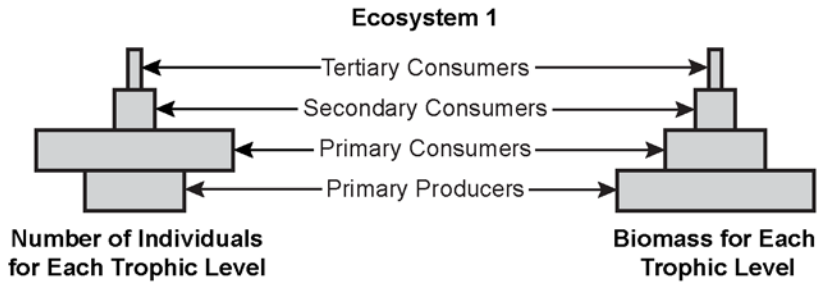 Ecosystem 1
Tertiary Consumers
Secondary Consumers
Primary Consumers
Primary Producers
Number of Individuals
for Each Trophic Level
Biomass for Each
Trophic Level